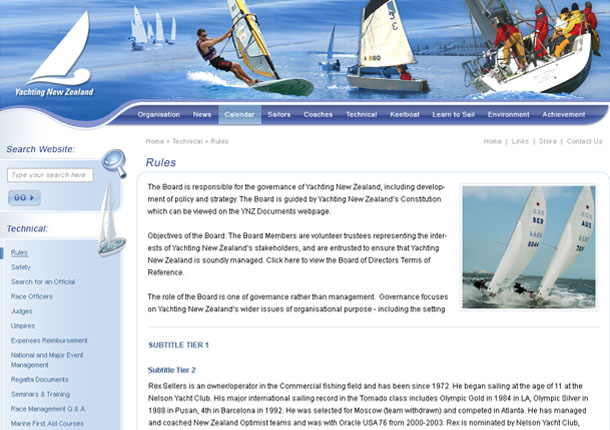 Yachting New Zealand
Organisation News Calendar Sailors Coaches Technical Keelboat Learn to Sail Environment Achievement
Home » Technical » Rules
Home | Links | Store | Contact Us
Search Website:
Type your search here
GO
Technical:
Rules
Safety
Search for an Official
Race Officers
Judges
Umpires
Expenses Reimbursement
National and Major Event
Management
Regatta Documents
Seminars & Training
Race Management Q & A
Marine First Aid Courses
Rules
The Board is responsible for the governance of Yachting New Zealand, including develop-
ment of policy and strategy. The Board is guided by Yachting New Zealand's Constitution
which can be viewed on the YNZ Documents webpage.
Objectives of the Board: The Board Members are volunteer trustees representing the inter-
ests of Yachting New Zealand's stakeholders, and are entrusted to ensure that Yachting
New Zealand is soundly managed. Click here to view the Board of Directors Terms of
Reference.
The role of the Board is one of governance rather than management. Governance focuses
on Yachting New Zealand's wider issues of organisational purpose - including the setting
SER
8044
AUS
SUBTITLE TIER 1
Subtitle Tier 2
Rex Sellers is an owner/operator in the Commercial fishing field and has been since 1972. He began sailing at the age of 11 at the
Nelson Yacht Club. His major international sailing record in the Tornado class includes Olympic Gold in 1984 in LA, Olympic Silver in
1988 in Pusan, 4th in Barcelona in 1992. He was selected for Moscow (team withdrawn) and competed in Atlanta. He has managed
and coached New Zealand Optimist teams and was with Oracle USA 76 from 2000-2003. Rex is nominated by Nelson Yacht Club,